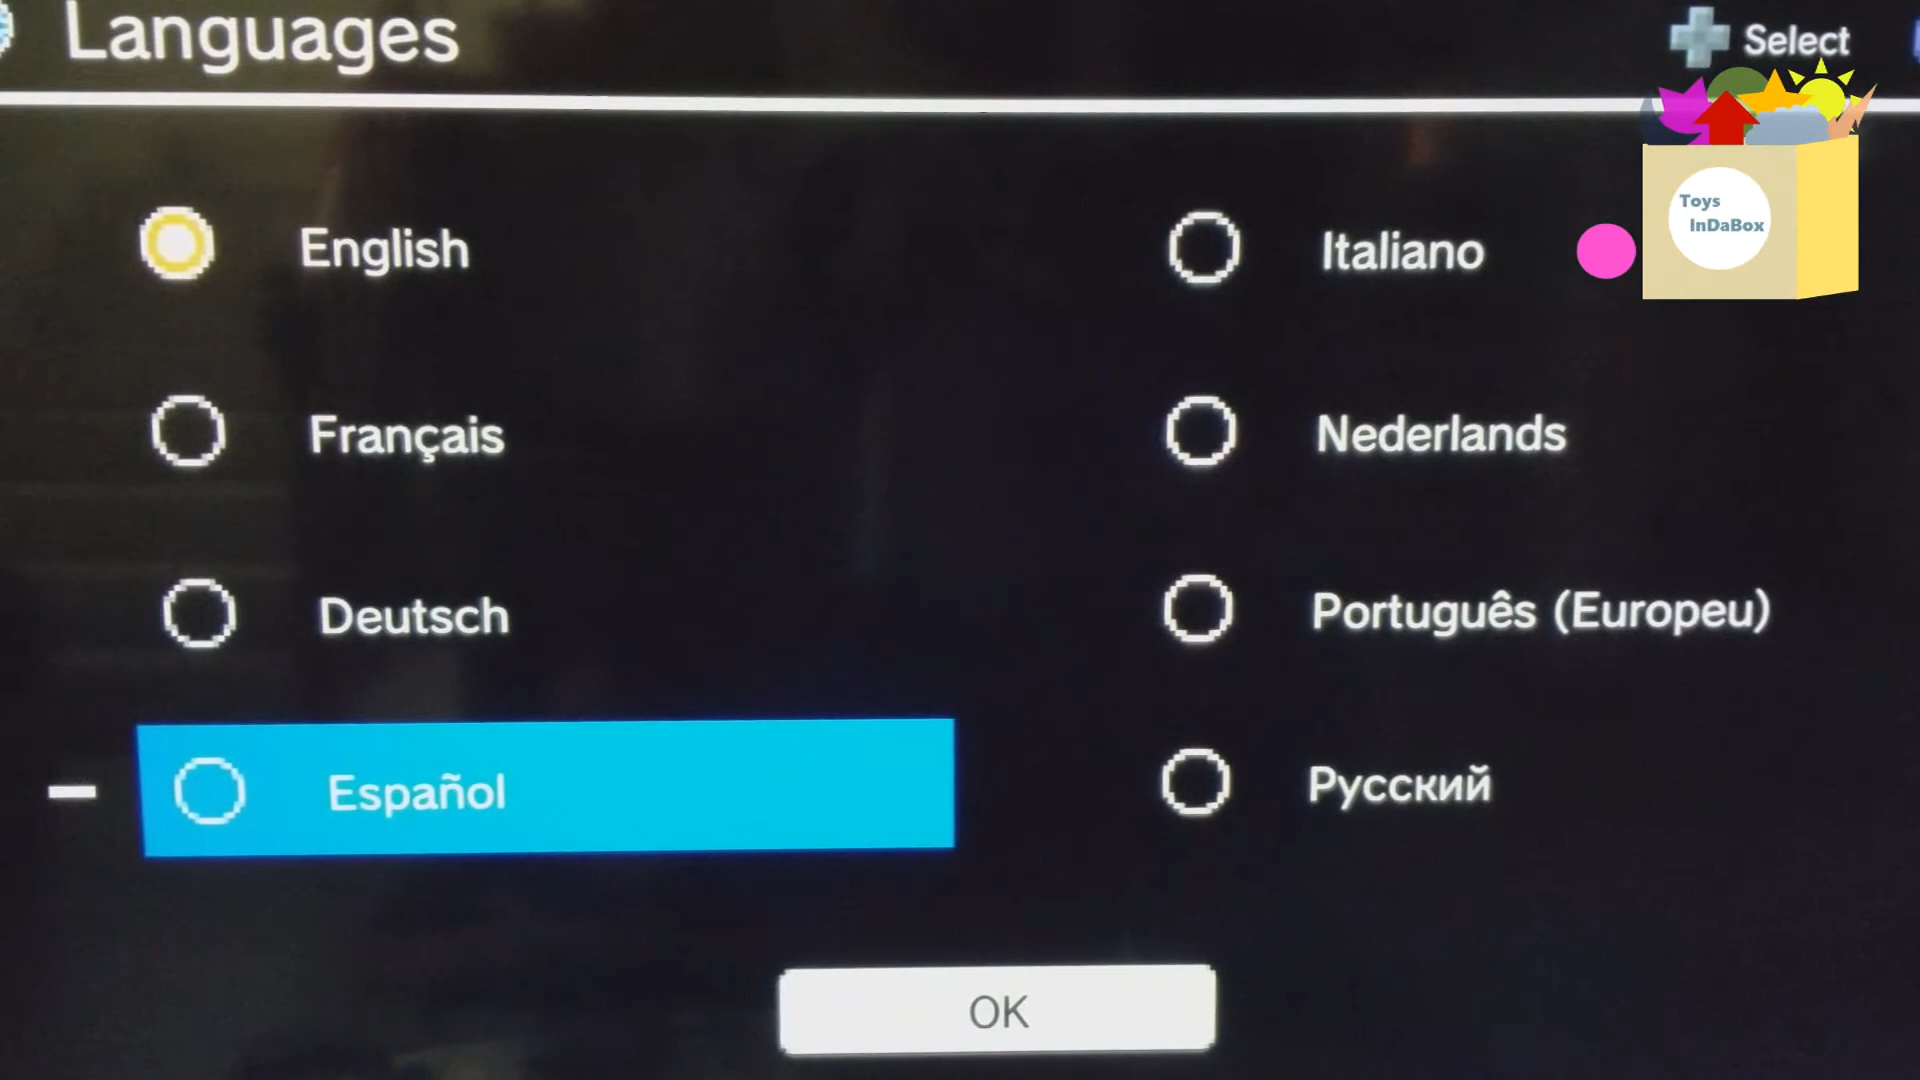 Languages
Select
English
Français
Deutsch
Español
Italiano
Nederlands
Português (Europeu)
Русский
OK
Toys
InDaBox